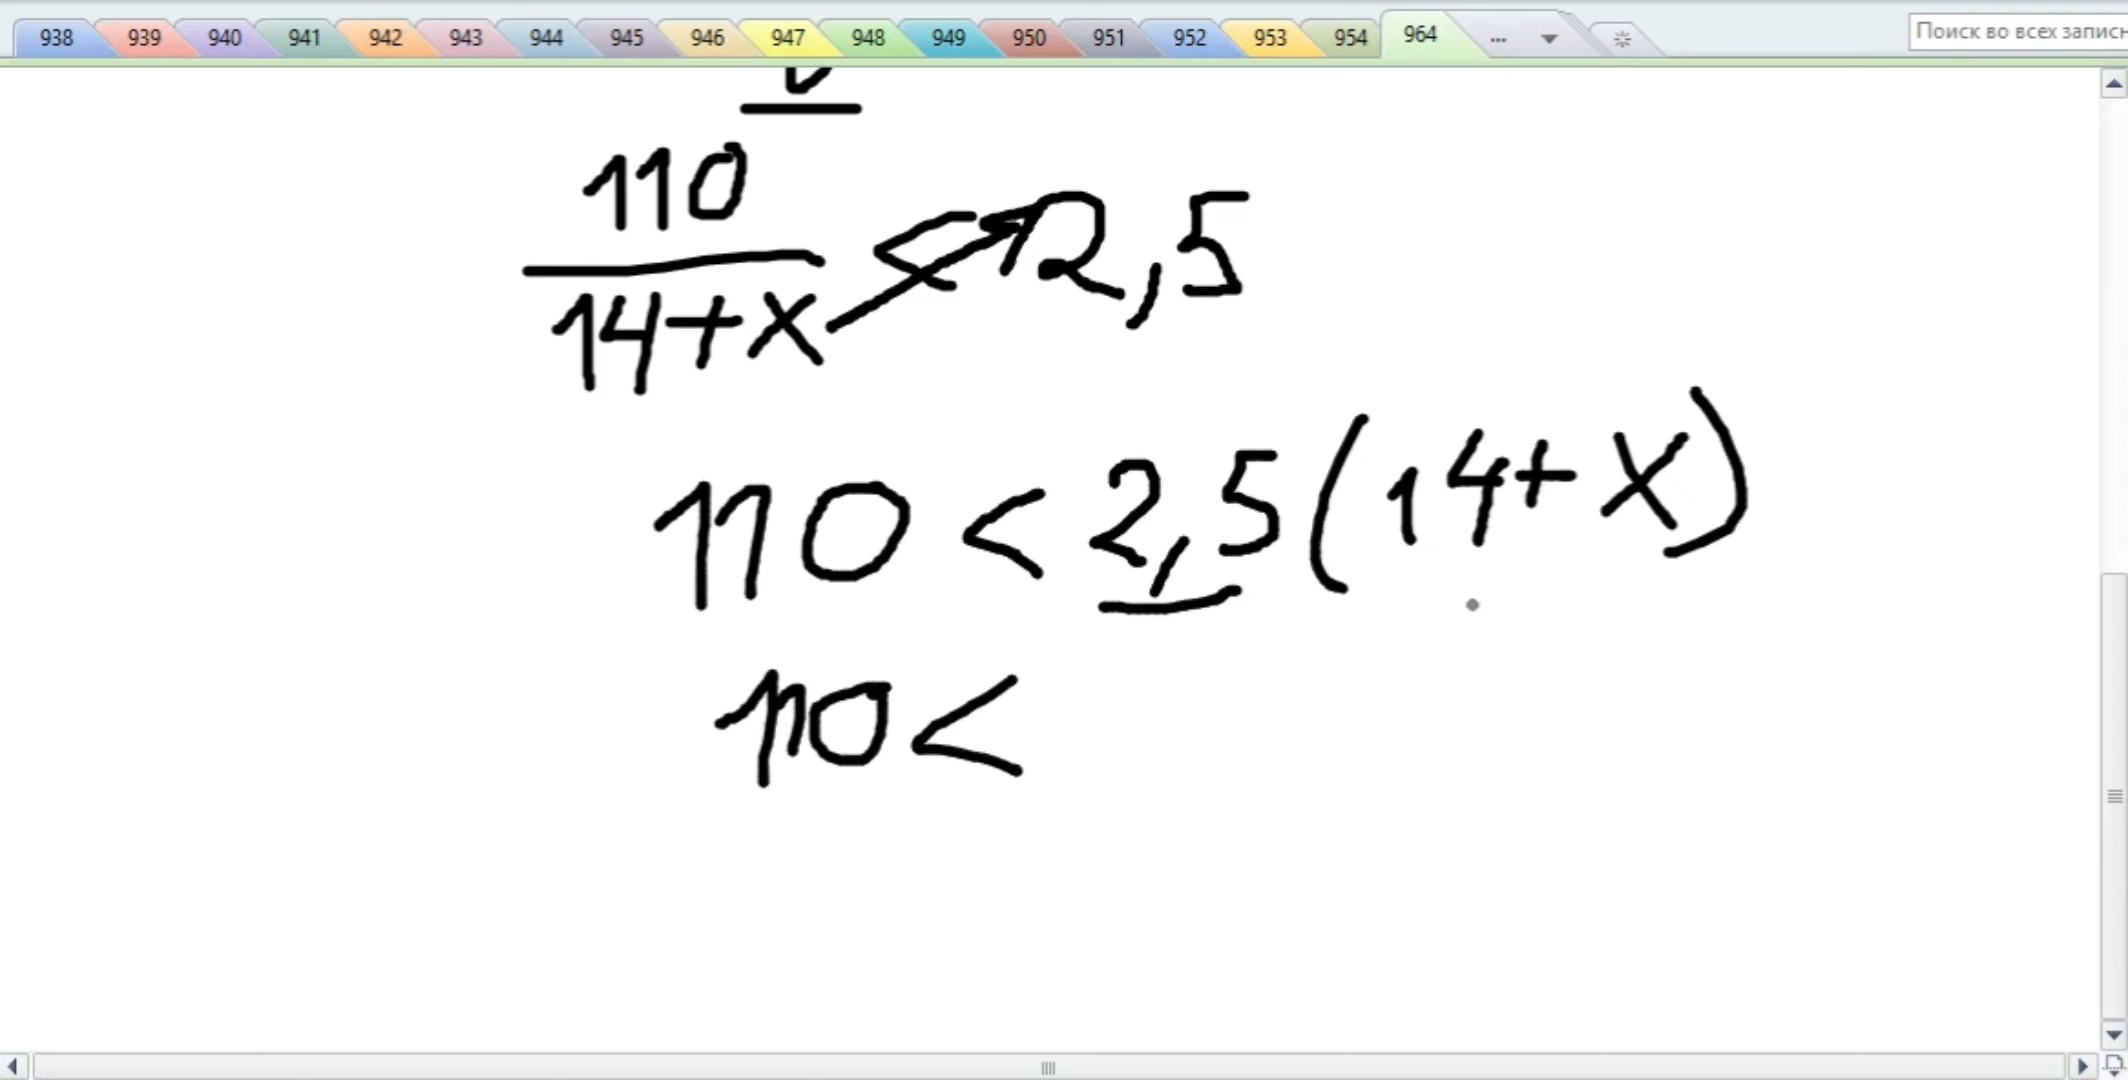 938 939 940 941 942 943 944 945 946 947 948 949 950 951 952 953 954 964 ...
Поиск во всех запис
110
14+x < 2,5
110 < 2,5(14+x)
110 <